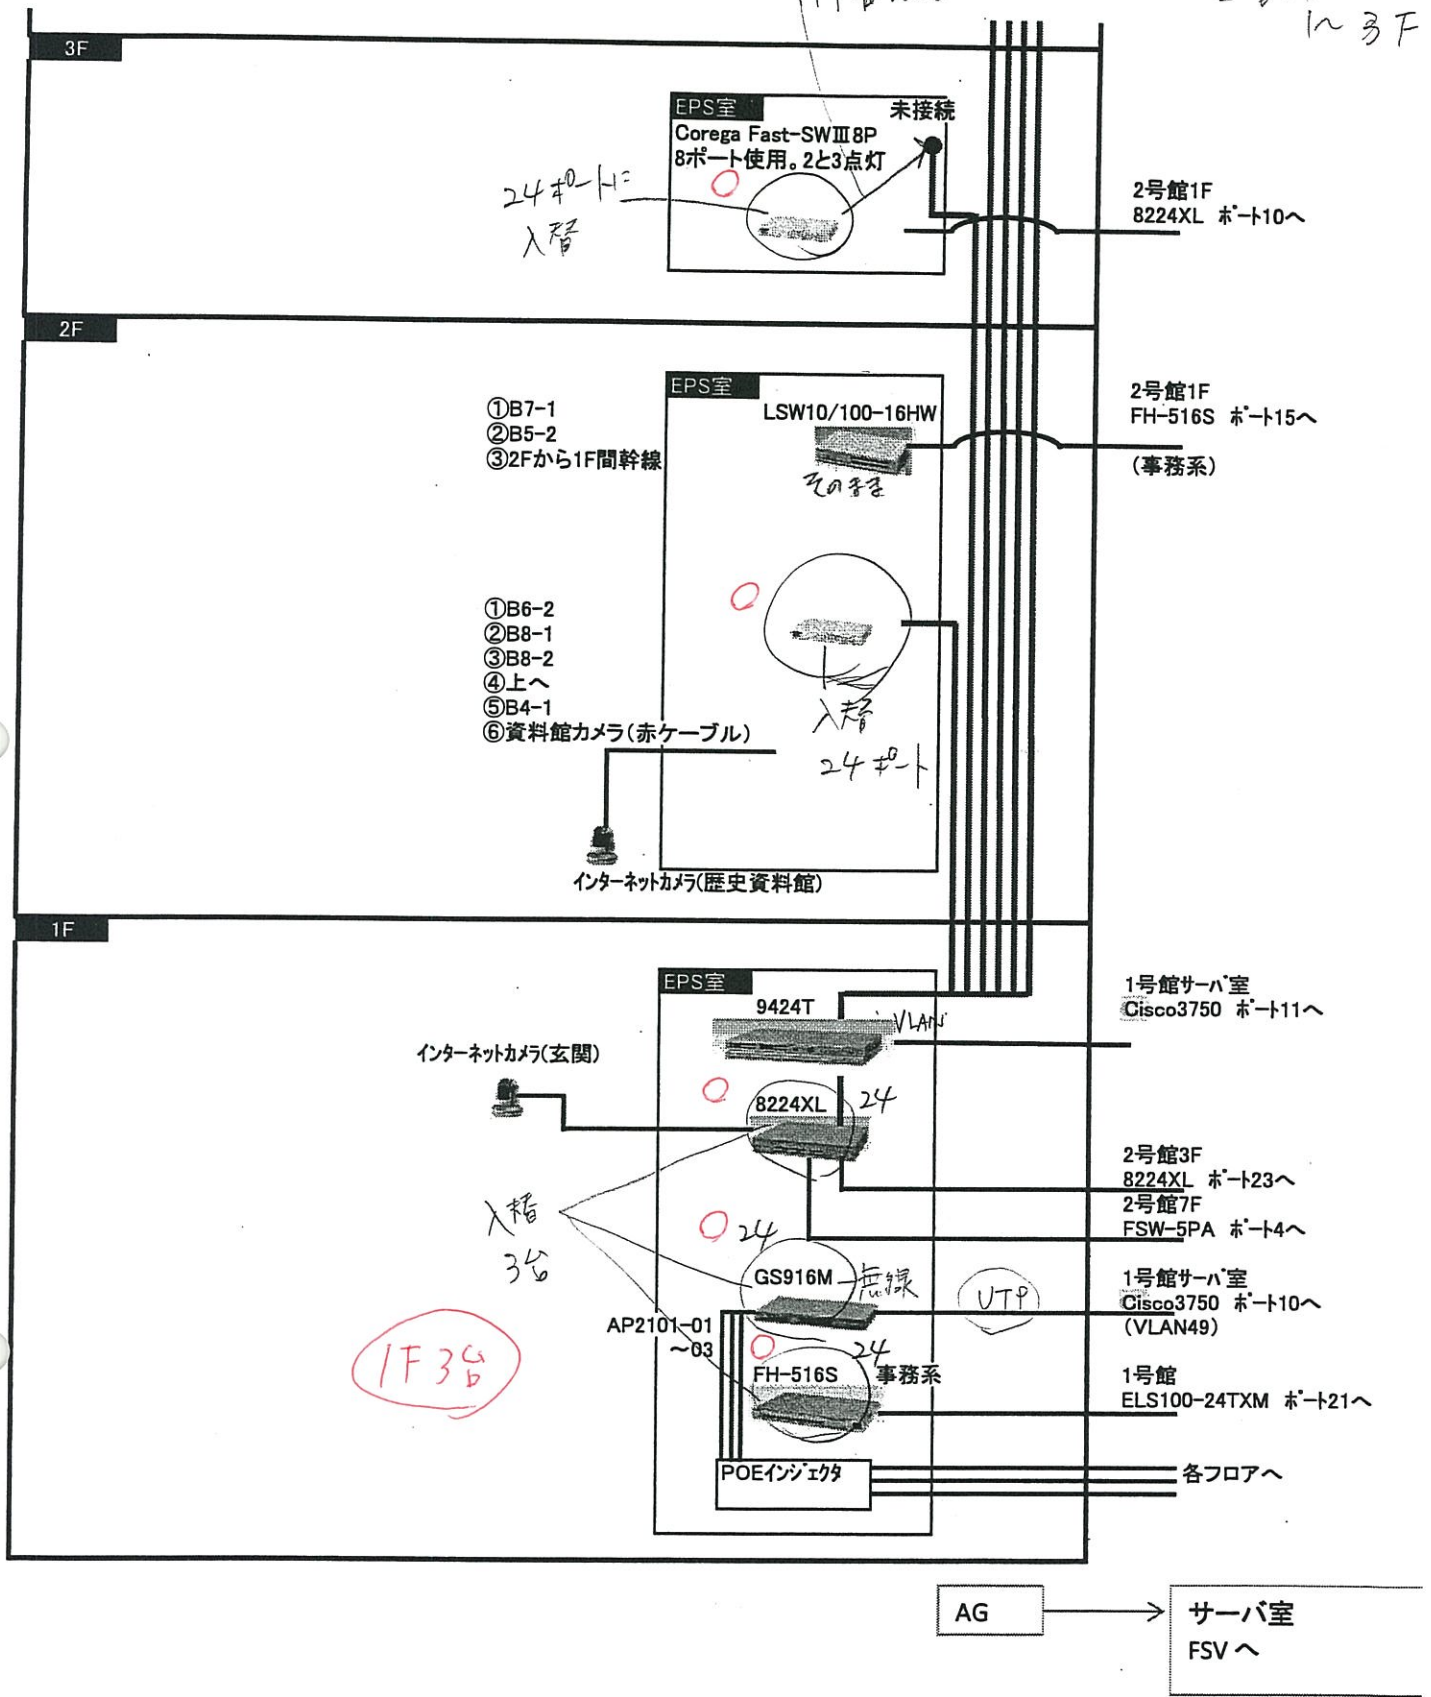 1~3F
3F
EPS室
未接続
Corega Fast-SWⅢ8P
8ポート使用。2と3点灯
24ポートに
入替
2号館1F
8224XL ポート10へ
2F
EPS室
LSW10/100-16HW
そのまま
①B7-1
②B5-2
③2Fから1F間幹線
2号館1F
FH-516S ポート15へ
(事務系)
①B6-2
②B8-1
③B8-2
④上へ
⑤B4-1
⑥資料館カメラ(赤ケーブル)
入替
24ポート
インターネットカメラ(歴史資料館)
1F
EPS室
9424T
VLAN
1号館サーバ室
Cisco3750 ポート11へ
インターネットカメラ(玄関)
8224XL
24
2号館3F
8224XL ポート23へ
2号館7F
FSW-5PA ポート4へ
入替
3台
24
GS916M
無線
UTP
1号館サーバ室
Cisco3750 ポート10へ
(VLAN49)
AP2101-01
~03
1F3台
24
FH-516S
事務系
1号館
ELS100-24TXM ポート21へ
POEインジェクタ
各フロアへ
AG
サーバ室
FSV へ